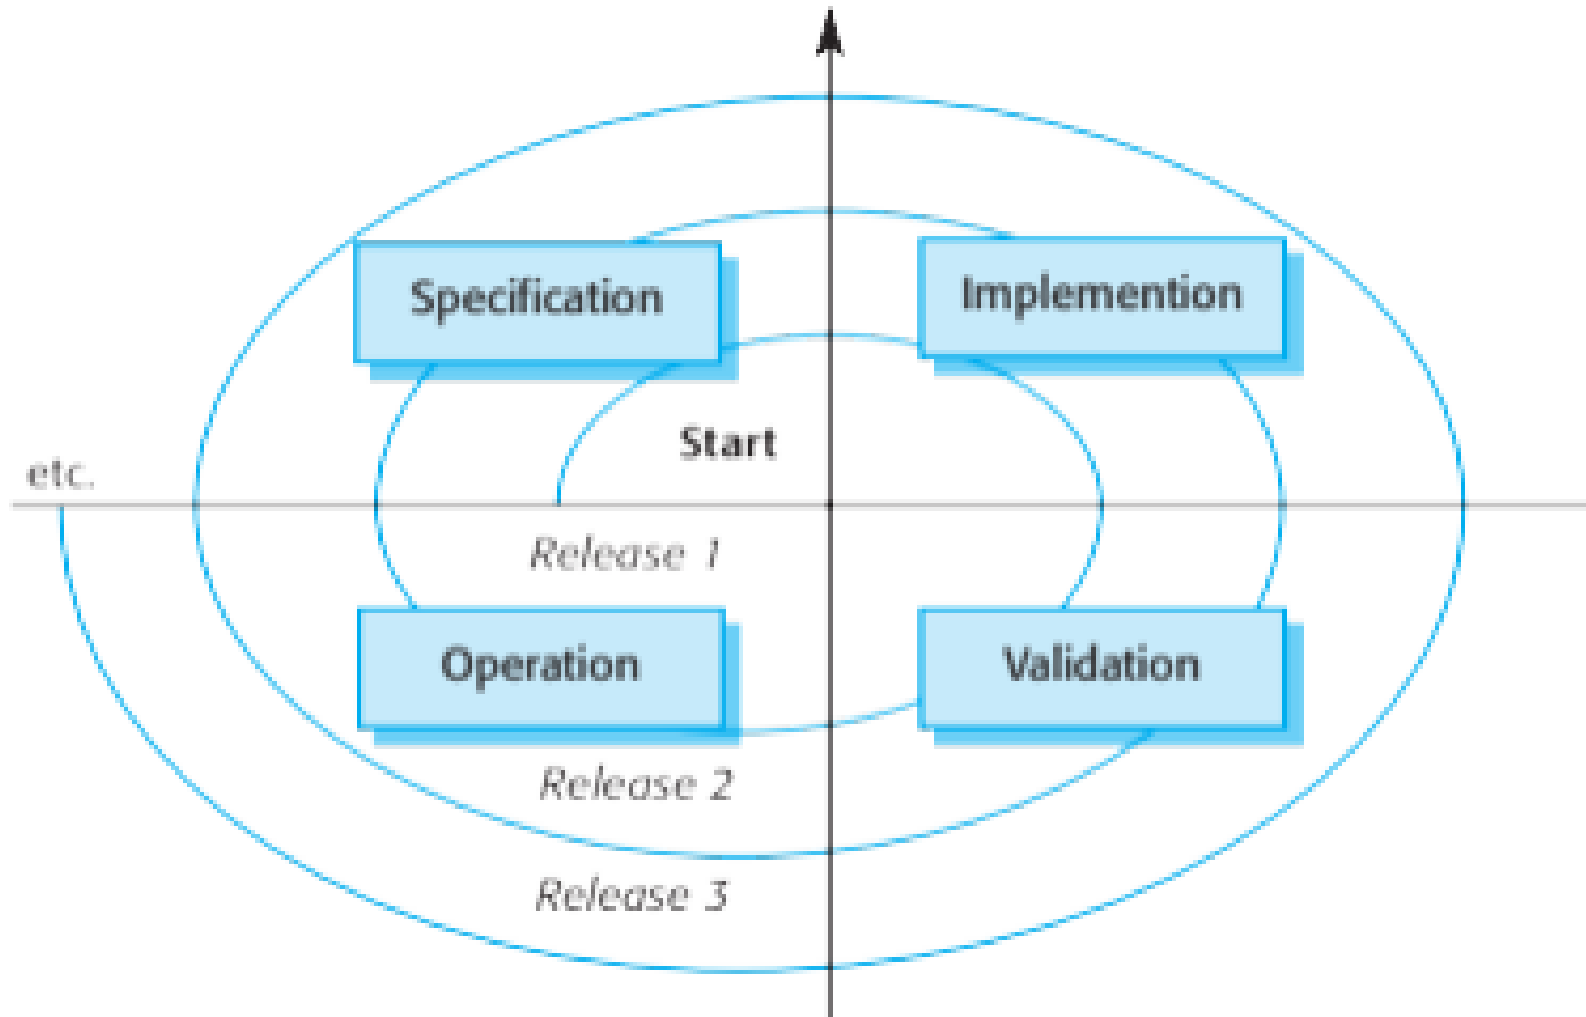 Specification
Implemention
Start
etc.
Release 1
Operation
Validation
Release 2
Release 3